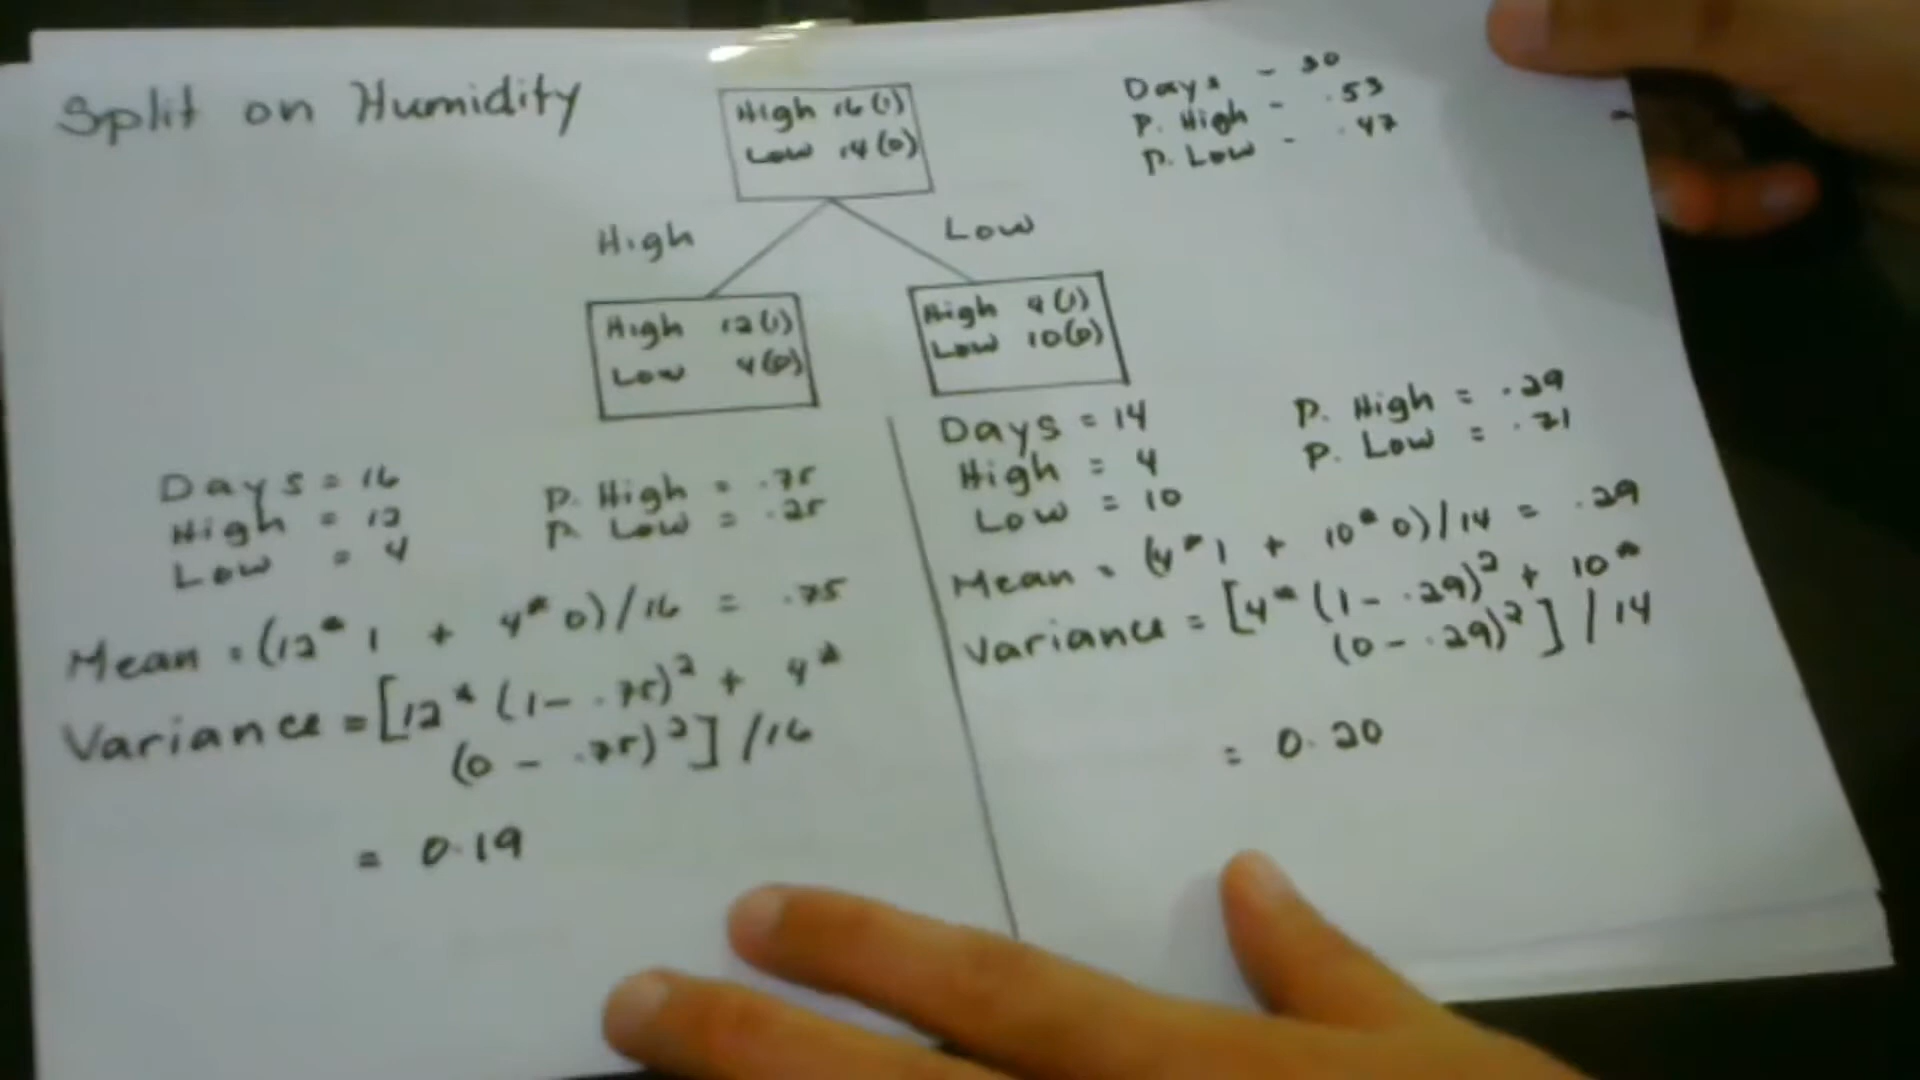 Split on Humidity
High 16(1)
Low 14(0)
Days - 30
P. High - .53
P. Low - .47
High
Low
High 12(1)
Low 4(0)
High 4(1)
Low 10(0)
Days = 16
High = 12
Low = 4
P. High = .75
P. Low = .25
Mean = (12* 1 + 4* 0)/16 = .75
Variance = [12* (1- .75)² + 4*
(0 - .75)²] /16
= 0.19
Days = 14
High = 4
Low = 10
P. High = .29
P. Low = .71
Mean = (4* 1 + 10* 0)/14 = .29
Variance = [4* (1- .29)² + 10*
(0- .29)²] / 14
= 0.20